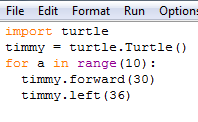 File Edit Format Run Options
import turtle
timmy = turtle.Turtle()
for a in range(10):
  timmy.forward(30)
  timmy.left(36)